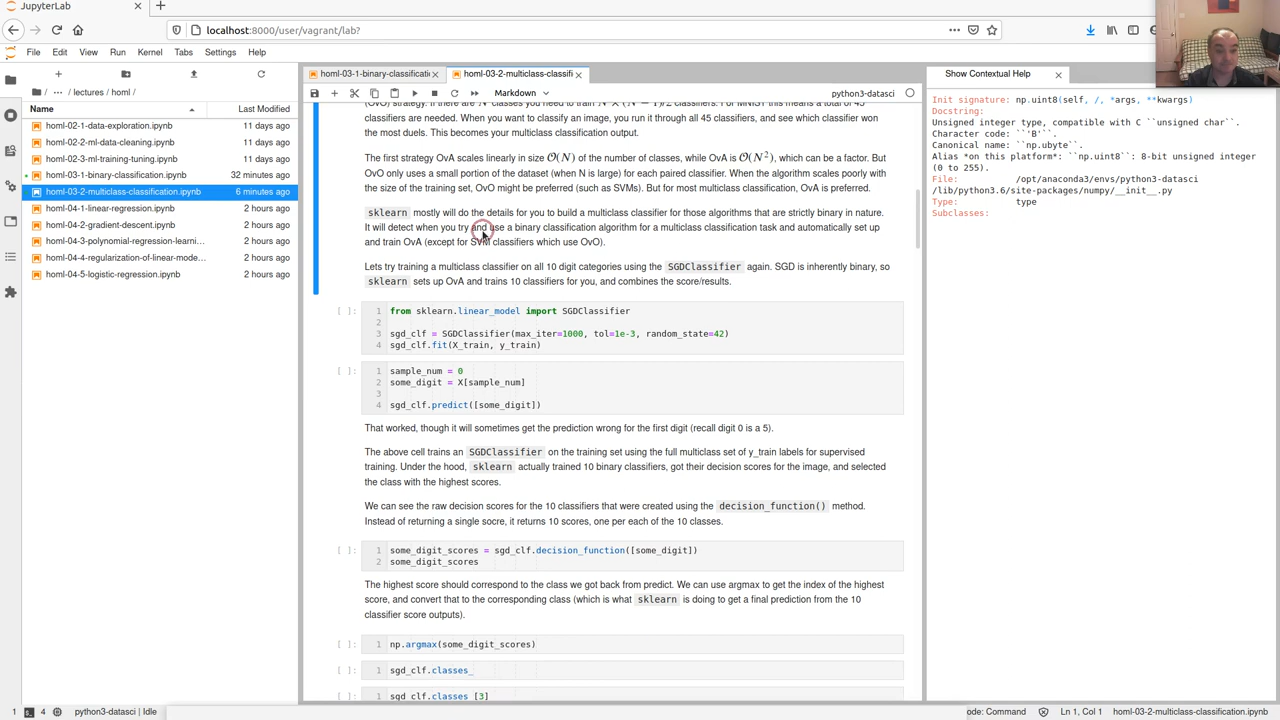 JupyterLab
localhost:8000/user/vagrant/lab?
File Edit View Run Kernel Tabs Settings Help
/ ··· / lectures / homl /
Name Last Modified
homl-02-1-data-exploration.ipynb 11 days ago
homl-02-2-ml-data-cleaning.ipynb 11 days ago
homl-02-3-ml-training-tuning.ipynb 11 days ago
homl-03-1-binary-classification.ipynb 32 minutes ago
homl-03-2-multiclass-classification.ipynb 6 minutes ago
homl-04-1-linear-regression.ipynb 2 hours ago
homl-04-2-gradient-descent.ipynb 2 hours ago
homl-04-3-polynomial-regression-learni... 2 hours ago
homl-04-4-regularization-of-linear-mode... 2 hours ago
homl-04-5-logistic-regression.ipynb 2 hours ago
homl-03-1-binary-classificati homl-03-2-multiclass-classifi
Markdown python3-datasci
(OvO) strategy. If there are N classes you need to train N × (N − 1)/2 classifiers. For MNIST this means a total of 45
classifiers are needed. When you want to classify an image, you run it through all 45 classifiers, and see which classifier won
the most duels. This becomes your multiclass classification output.
The first strategy OvA scales linearly in size O(N) of the number of classes, while OvA is O(N²), which can be a factor. But
OvO only uses a small portion of the dataset (when N is large) for each paired classifier. When the algorithm scales poorly with
the size of the training set, OvO might be preferred (such as SVMs). But for most multiclass classification, OvA is preferred.
sklearn mostly will do the details for you to build a multiclass classifier for those algorithms that are strictly binary in nature.
It will detect when you try and use a binary classification algorithm for a multiclass classification task and automatically set up
and train OvA (except for SVM classifiers which use OvO).
Lets try training a multiclass classifier on all 10 digit categories using the SGDClassifier again. SGD is inherently binary, so
sklearn sets up OvA and trains 10 classifiers for you, and combines the score/results.
[ ]: 1 from sklearn.linear_model import SGDClassifier
2
3 sgd_clf = SGDClassifier(max_iter=1000, tol=1e-3, random_state=42)
4 sgd_clf.fit(X_train, y_train)
[ ]: 1 sample_num = 0
2 some_digit = X[sample_num]
3
4 sgd_clf.predict([some_digit])
That worked, though it will sometimes get the prediction wrong for the first digit (recall digit 0 is a 5).
The above cell trains an SGDClassifier on the training set using the full multiclass set of y_train labels for supervised
training. Under the hood, sklearn actually trained 10 binary classifiers, got their decision scores for the image, and selected
the class with the highest scores.
We can see the raw decision scores for the 10 classifiers that were created using the decision_function() method.
Instead of returning a single socre, it returns 10 scores, one per each of the 10 classes.
[ ]: 1 some_digit_scores = sgd_clf.decision_function([some_digit])
2 some_digit_scores
The highest score should correspond to the class we got back from predict. We can use argmax to get the index of the highest
score, and convert that to the corresponding class (which is what sklearn is doing to get a final prediction from the 10
classifier score outputs).
[ ]: 1 np.argmax(some_digit_scores)
[ ]: 1 sgd_clf.classes_
[ ]: 1 sgd_clf.classes_[3]
Show Contextual Help
Init signature: np.uint8(self, /, *args, **kwargs)
Docstring:
Unsigned integer type, compatible with C ``unsigned char``.
Character code: ``'B'``.
Canonical name: ``np.ubyte``.
Alias *on this platform*: ``np.uint8``: 8-bit unsigned integer
(0 to 255).
File: /opt/anaconda3/envs/python3-datasci
/lib/python3.6/site-packages/numpy/__init__.py
Type: type
Subclasses:
1 4 python3-datasci | Idle ode: Command Ln 1, Col 1 homl-03-2-multiclass-classification.ipynb